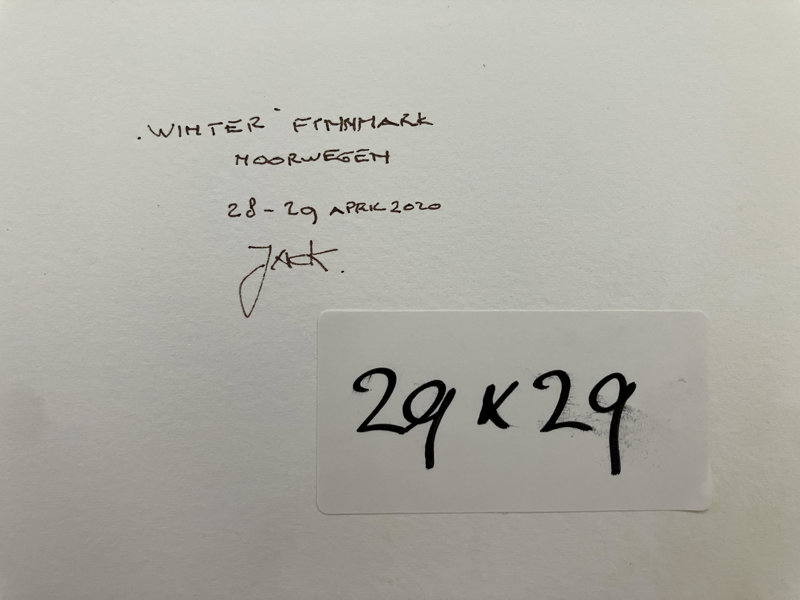 "WINTER" FINNMARK
NOORWEGEN
28-29 APRIL 2020
JACK.
29 x 29